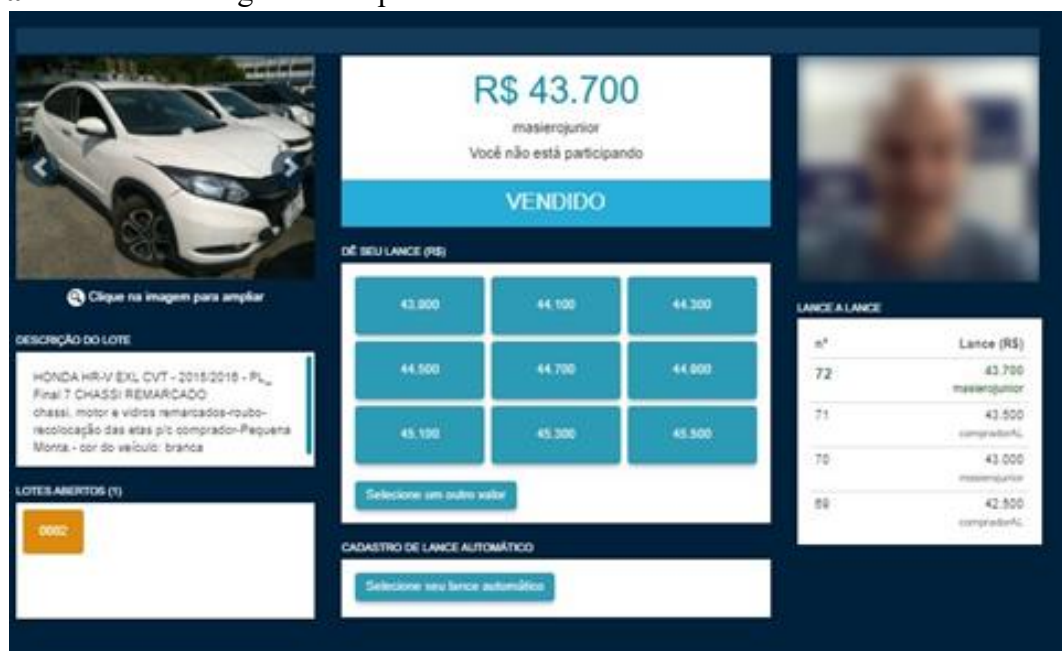 R$ 43.700
masierojunior
Você não está participando
VENDIDO
Clique na imagem para ampliar
DESCRIÇÃO DO LOTE
HONDA HR-V EXL CVT - - PL_
Final 7 CHASSI REMARCADO
chassi, motor e vidros remarcados-roubo-
recolocação das etas p/c comprador-Pequena
Monta - cor do veículo: branca
LOTES ABERTOS (1)
DÊ SEU LANCE (R$)
43.900 44.100 44.300
44.500 44.700 44.900
45.100 45.300 45.500
Selecione um outro valor
CADASTRO DE LANCE AUTOMÁTICO
Selecione seu lance automático
LANCE A LANCE
nº Lance (R$)
72 43.700
masierojunior
71 43.500
compradorAL
70 43.000
masierojunior
69 42.500
compradorAL